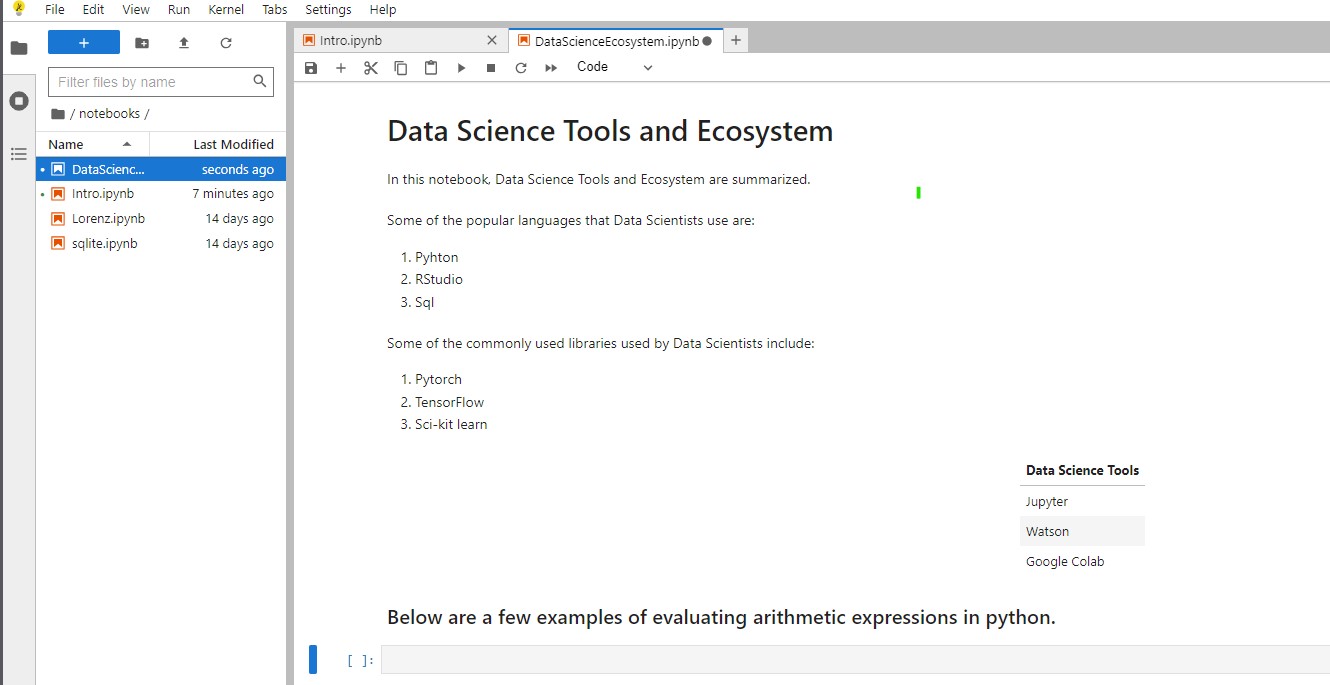 File Edit View Run Kernel Tabs Settings Help
+
Filter files by name
/ notebooks /
Name Last Modified
DataScienc... seconds ago
Intro.ipynb 7 minutes ago
Lorenz.ipynb 14 days ago
sqlite.ipynb 14 days ago
Intro.ipynb DataScienceEcosystem.ipynb +
Code
Data Science Tools and Ecosystem
In this notebook, Data Science Tools and Ecosystem are summarized.
Some of the popular languages that Data Scientists use are:
1. Pyhton
2. RStudio
3. Sql
Some of the commonly used libraries used by Data Scientists include:
1. Pytorch
2. TensorFlow
3. Sci-kit learn
Data Science Tools
Jupyter
Watson
Google Colab
Below are a few examples of evaluating arithmetic expressions in python.
[ ]: